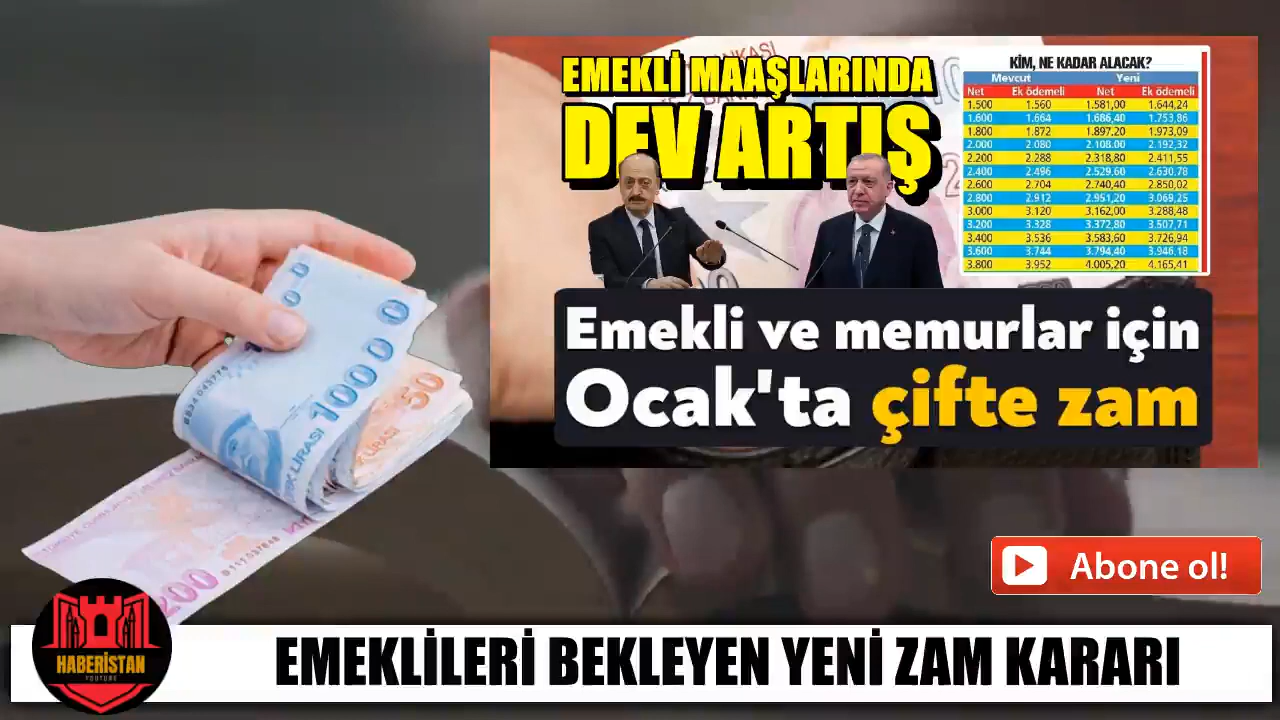 EMEKLİ MAAŞLARINDA
DEV ARTIŞ
KİM, NE KADAR ALACAK?
Mevcut Yeni
Net Ek ödemeli Net Ek ödemeli
1.500 1.560 1.581,00 1.644,24
1.600 1.664 1.686,40 1.753,86
1.800 1.872 1.897,20 1.973,09
2.000 2.080 2.108.00 2.192,32
2.200 2.288 2.318,80 2.411,55
2.400 2.496 2.529,60 2.630,78
2.600 2.704 2.740,40 2.850,02
2.800 2.912 2.951,20 3.069,25
3.000 3.120 3.162,00 3.288,48
3.200 3.328 3.372,80 3.507,71
3.400 3.536 3.583,60 3.726,94
3.600 3.744 3.794,40 3.946,18
3.800 3.952 4.005,20 4.165,41
Emekli ve memurlar için
Ocak'ta çifte zam
100
50
200
Abone ol!
HABERİSTAN
YOUTUBE
EMEKLİLERİ BEKLEYEN YENİ ZAM KARARI